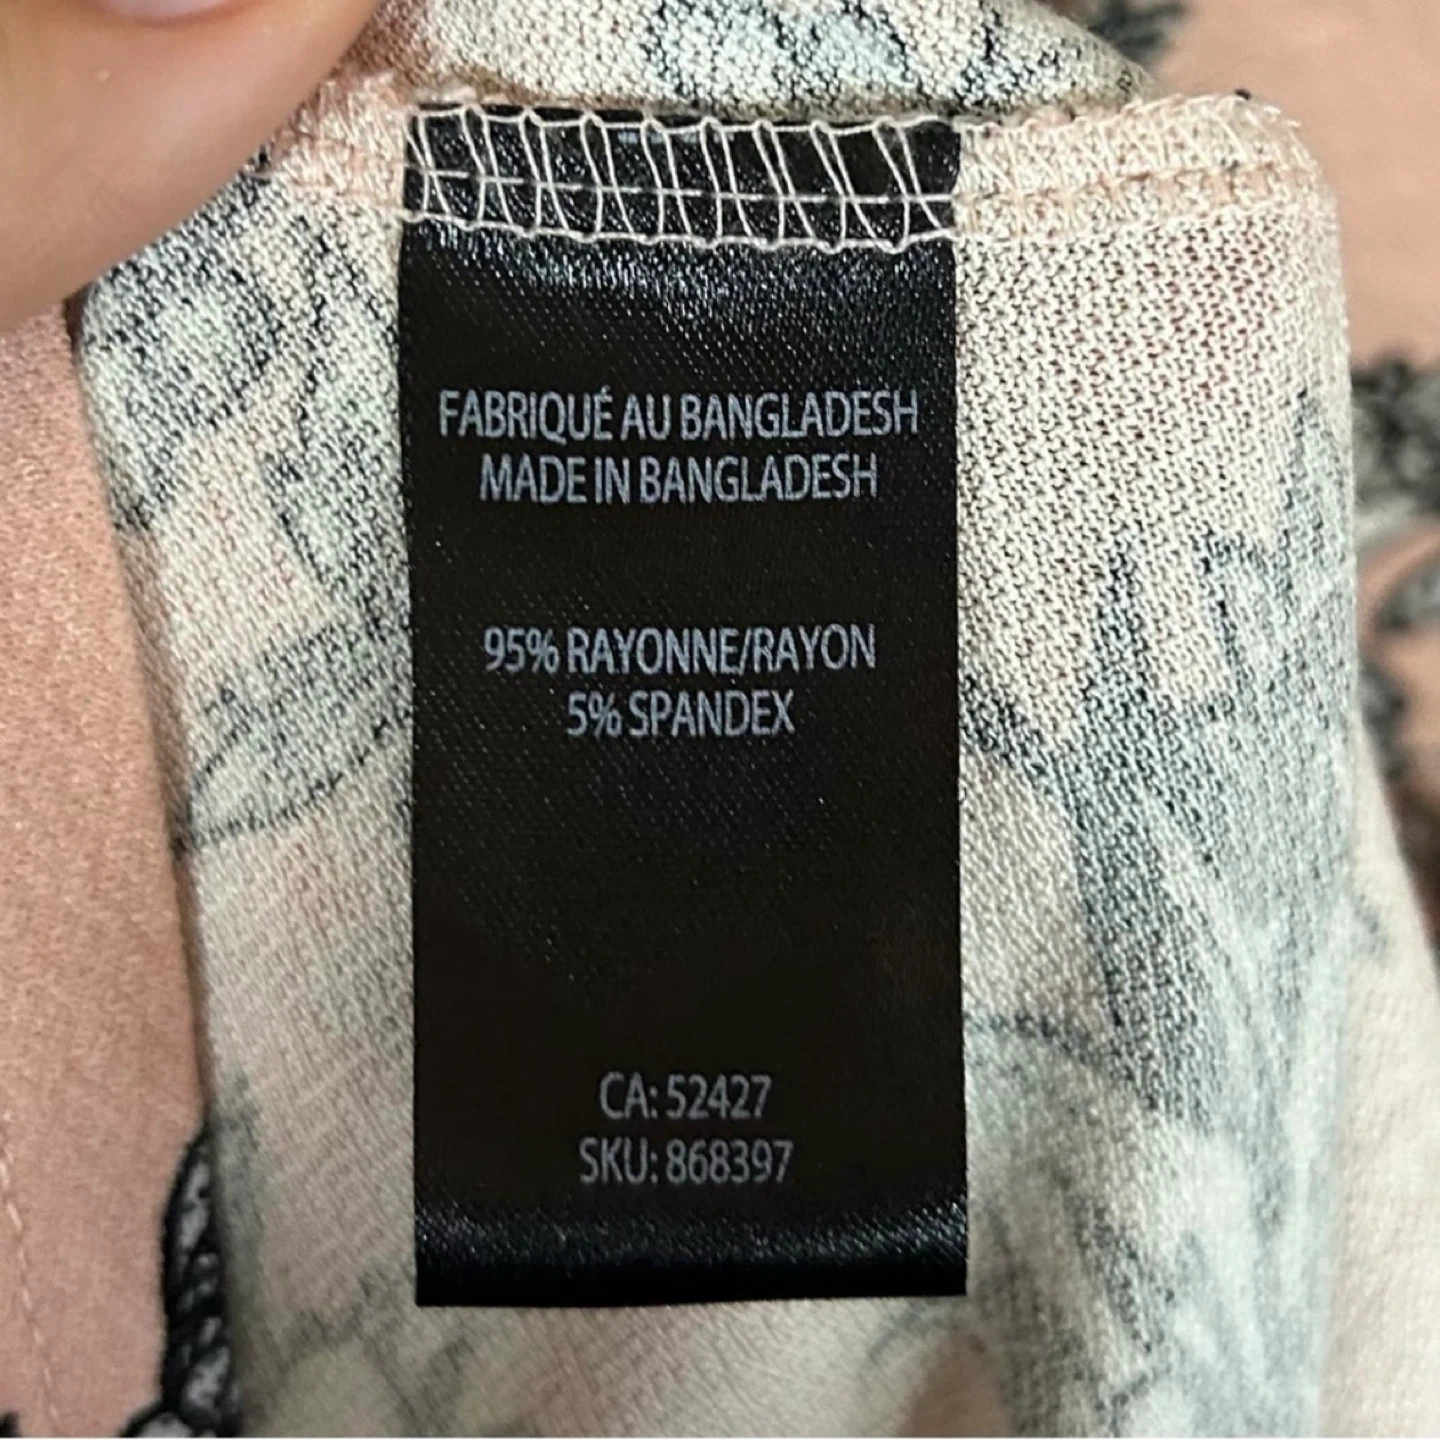 FABRIQUÉ AU BANGLADESH
MADE IN BANGLADESH
95% RAYONNE/RAYON
5% SPANDEX
CA: 52427
SKU: 868397